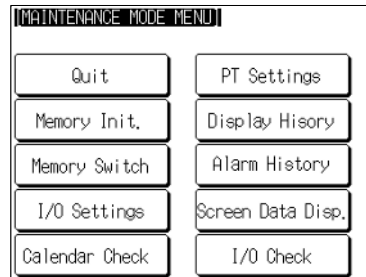 [MAINTENANCE MODE MENU]
Quit
PT Settings
Memory Init.
Display Hisory
Memory Switch
Alarm History
I/O Settings
Screen Data Disp.
Calendar Check
I/O Check